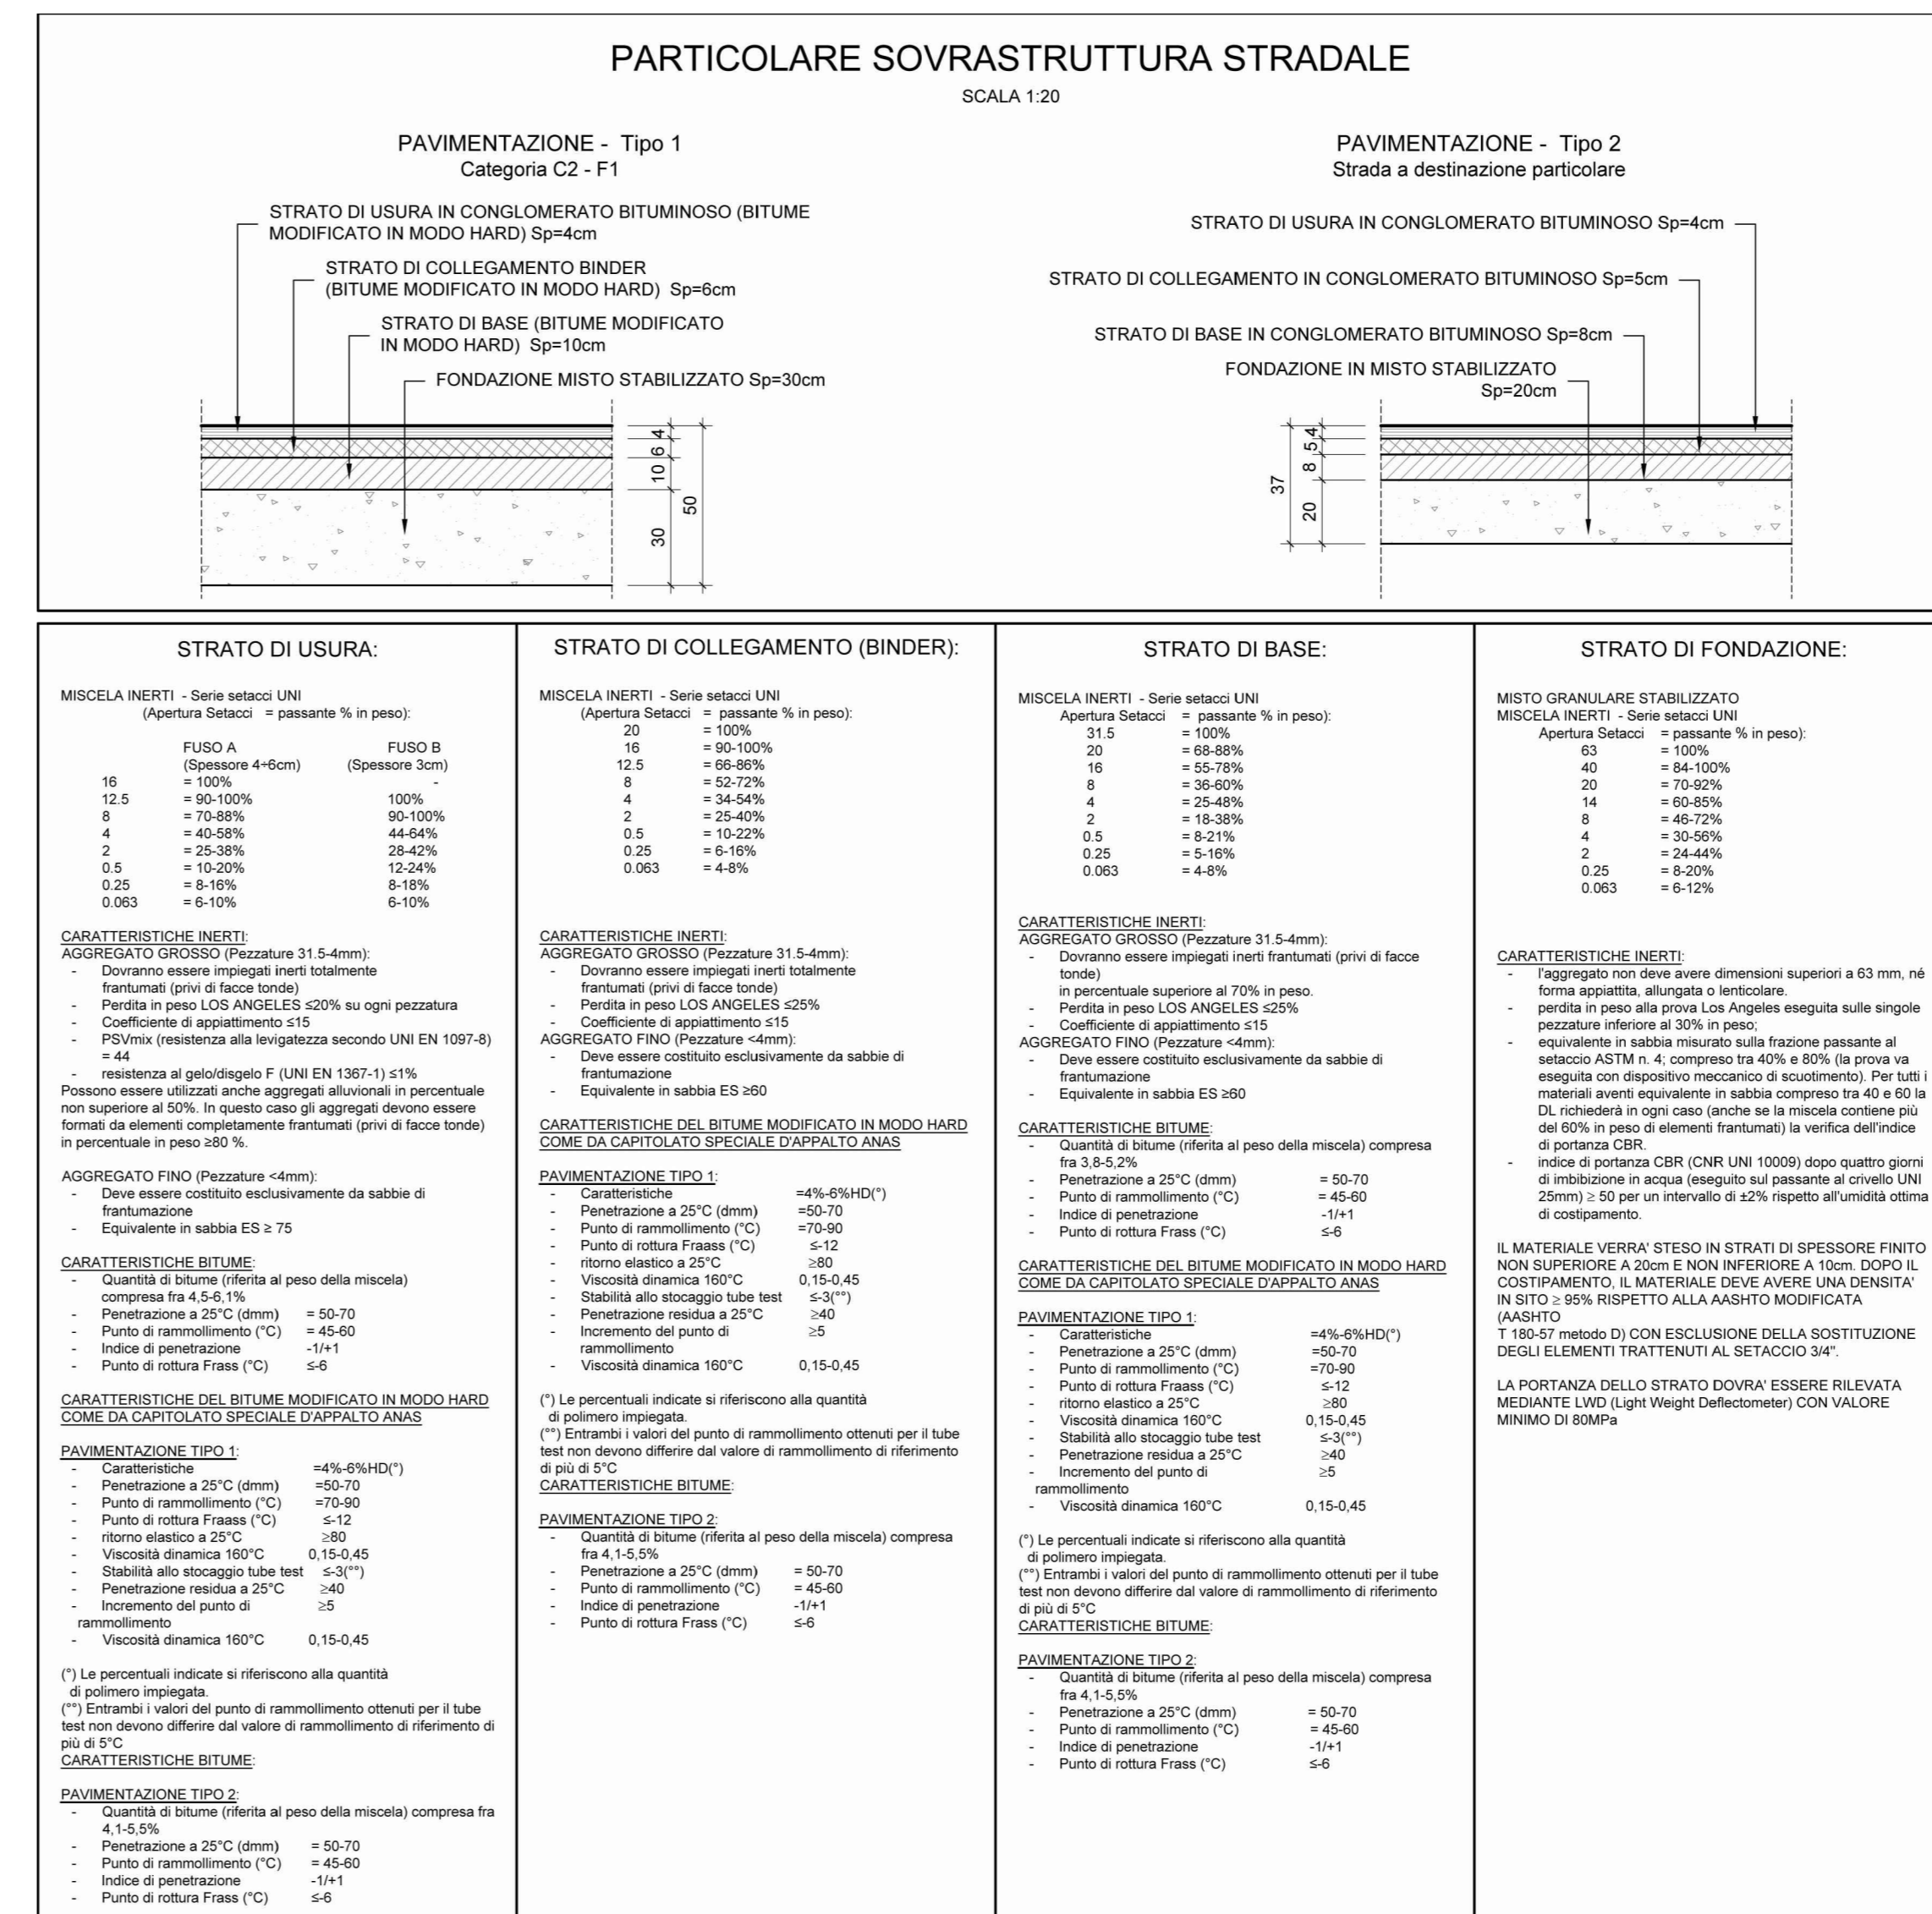 PARTICOLARE SOVRASTRUTTURA STRADALE
SCALA 1:20
PAVIMENTAZIONE - Tipo 1
Categoria C2 - F1
STRATO DI USURA IN CONGLOMERATO BITUMINOSO (BITUME
MODIFICATO IN MODO HARD) Sp=4cm
STRATO DI COLLEGAMENTO BINDER
(BITUME MODIFICATO IN MODO HARD) Sp=6cm
STRATO DI BASE (BITUME MODIFICATO
IN MODO HARD) Sp=10cm
FONDAZIONE MISTO STABILIZZATO Sp=30cm
4
6
10
30
50
PAVIMENTAZIONE - Tipo 2
Strada a destinazione particolare
STRATO DI USURA IN CONGLOMERATO BITUMINOSO Sp=4cm
STRATO DI COLLEGAMENTO IN CONGLOMERATO BITUMINOSO Sp=5cm
STRATO DI BASE IN CONGLOMERATO BITUMINOSO Sp=8cm
FONDAZIONE IN MISTO STABILIZZATO
Sp=20cm
4
5
8
20
37
STRATO DI USURA:
MISCELA INERTI - Serie setacci UNI
(Apertura Setacci = passante % in peso):
FUSO A FUSO B
(Spessore 4÷6cm) (Spessore 3cm)
16 = 100% -
12.5 = 90-100% 100%
8 = 70-88% 90-100%
4 = 40-58% 44-64%
2 = 25-38% 28-42%
0.5 = 10-20% 12-24%
0.25 = 8-16% 8-18%
0.063 = 6-10% 6-10%
CARATTERISTICHE INERTI:
AGGREGATO GROSSO (Pezzature 31.5-4mm):
- Dovranno essere impiegati inerti totalmente
frantumati (privi di facce tonde)
- Perdita in peso LOS ANGELES ≤20% su ogni pezzatura
- Coefficiente di appiattimento ≤15
- PSVmix (resistenza alla levigatezza secondo UNI EN 1097-8)
= 44
- resistenza al gelo/disgelo F (UNI EN 1367-1) ≤1%
Possono essere utilizzati anche aggregati alluvionali in percentuale
non superiore al 50%. In questo caso gli aggregati devono essere
formati da elementi completamente frantumati (privi di facce tonde)
in percentuale in peso ≥80 %.
AGGREGATO FINO (Pezzature <4mm):
- Deve essere costituito esclusivamente da sabbie di
frantumazione
- Equivalente in sabbia ES ≥ 75
CARATTERISTICHE BITUME:
- Quantità di bitume (riferita al peso della miscela)
compresa fra 4,5-6,1%
- Penetrazione a 25°C (dmm) = 50-70
- Punto di rammollimento (°C) = 45-60
- Indice di penetrazione -1/+1
- Punto di rottura Frass (°C) ≤-6
CARATTERISTICHE DEL BITUME MODIFICATO IN MODO HARD
COME DA CAPITOLATO SPECIALE D'APPALTO ANAS
PAVIMENTAZIONE TIPO 1:
- Caratteristiche =4%-6%HD(°)
- Penetrazione a 25°C (dmm) =50-70
- Punto di rammollimento (°C) =70-90
- Punto di rottura Fraass (°C) ≤-12
- ritorno elastico a 25°C ≥80
- Viscosità dinamica 160°C 0,15-0,45
- Stabilità allo stocaggio tube test ≤-3(°°)
- Penetrazione residua a 25°C ≥40
- Incremento del punto di ≥5
rammollimento
- Viscosità dinamica 160°C 0,15-0,45
(°) Le percentuali indicate si riferiscono alla quantità
di polimero impiegata.
(°°) Entrambi i valori del punto di rammollimento ottenuti per il tube
test non devono differire dal valore di rammollimento di riferimento di
più di 5°C
CARATTERISTICHE BITUME:
PAVIMENTAZIONE TIPO 2:
- Quantità di bitume (riferita al peso della miscela) compresa fra
4,1-5,5%
- Penetrazione a 25°C (dmm) = 50-70
- Punto di rammollimento (°C) = 45-60
- Indice di penetrazione -1/+1
- Punto di rottura Frass (°C) ≤-6
STRATO DI COLLEGAMENTO (BINDER):
MISCELA INERTI - Serie setacci UNI
(Apertura Setacci = passante % in peso):
20 = 100%
16 = 90-100%
12.5 = 66-86%
8 = 52-72%
4 = 34-54%
2 = 25-40%
0.5 = 10-22%
0.25 = 6-16%
0.063 = 4-8%
CARATTERISTICHE INERTI:
AGGREGATO GROSSO (Pezzature 31.5-4mm):
- Dovranno essere impiegati inerti totalmente
frantumati (privi di facce tonde)
- Perdita in peso LOS ANGELES ≤25%
- Coefficiente di appiattimento ≤15
AGGREGATO FINO (Pezzature <4mm):
- Deve essere costituito esclusivamente da sabbie di
frantumazione
- Equivalente in sabbia ES ≥60
CARATTERISTICHE DEL BITUME MODIFICATO IN MODO HARD
COME DA CAPITOLATO SPECIALE D'APPALTO ANAS
PAVIMENTAZIONE TIPO 1:
- Caratteristiche =4%-6%HD(°)
- Penetrazione a 25°C (dmm) =50-70
- Punto di rammollimento (°C) =70-90
- Punto di rottura Fraass (°C) ≤-12
- ritorno elastico a 25°C ≥80
- Viscosità dinamica 160°C 0,15-0,45
- Stabilità allo stocaggio tube test ≤-3(°°)
- Penetrazione residua a 25°C ≥40
- Incremento del punto di ≥5
rammollimento
- Viscosità dinamica 160°C 0,15-0,45
(°) Le percentuali indicate si riferiscono alla quantità
di polimero impiegata.
(°°) Entrambi i valori del punto di rammollimento ottenuti per il tube
test non devono differire dal valore di rammollimento di riferimento
di più di 5°C
CARATTERISTICHE BITUME:
PAVIMENTAZIONE TIPO 2:
- Quantità di bitume (riferita al peso della miscela) compresa
fra 4,1-5,5%
- Penetrazione a 25°C (dmm) = 50-70
- Punto di rammollimento (°C) = 45-60
- Indice di penetrazione -1/+1
- Punto di rottura Frass (°C) ≤-6
STRATO DI BASE:
MISCELA INERTI - Serie setacci UNI
Apertura Setacci = passante % in peso):
31.5 = 100%
20 = 68-88%
16 = 55-78%
8 = 36-60%
4 = 25-48%
2 = 18-38%
0.5 = 8-21%
0.25 = 5-16%
0.063 = 4-8%
CARATTERISTICHE INERTI:
AGGREGATO GROSSO (Pezzature 31.5-4mm):
- Dovranno essere impiegati inerti frantumati (privi di facce
tonde)
in percentuale superiore al 70% in peso.
- Perdita in peso LOS ANGELES ≤25%
- Coefficiente di appiattimento ≤15
AGGREGATO FINO (Pezzature <4mm):
- Deve essere costituito esclusivamente da sabbie di
frantumazione
- Equivalente in sabbia ES ≥60
CARATTERISTICHE BITUME:
- Quantità di bitume (riferita al peso della miscela) compresa
fra 3,8-5,2%
- Penetrazione a 25°C (dmm) = 50-70
- Punto di rammollimento (°C) = 45-60
- Indice di penetrazione -1/+1
- Punto di rottura Frass (°C) ≤-6
CARATTERISTICHE DEL BITUME MODIFICATO IN MODO HARD
COME DA CAPITOLATO SPECIALE D'APPALTO ANAS
PAVIMENTAZIONE TIPO 1:
- Caratteristiche =4%-6%HD(°)
- Penetrazione a 25°C (dmm) =50-70
- Punto di rammollimento (°C) =70-90
- Punto di rottura Fraass (°C) ≤-12
- ritorno elastico a 25°C ≥80
- Viscosità dinamica 160°C 0,15-0,45
- Stabilità allo stocaggio tube test ≤-3(°°)
- Penetrazione residua a 25°C ≥40
- Incremento del punto di ≥5
rammollimento
- Viscosità dinamica 160°C 0,15-0,45
(°) Le percentuali indicate si riferiscono alla quantità
di polimero impiegata.
(°°) Entrambi i valori del punto di rammollimento ottenuti per il tube
test non devono differire dal valore di rammollimento di riferimento
di più di 5°C
CARATTERISTICHE BITUME:
PAVIMENTAZIONE TIPO 2:
- Quantità di bitume (riferita al peso della miscela) compresa
fra 4,1-5,5%
- Penetrazione a 25°C (dmm) = 50-70
- Punto di rammollimento (°C) = 45-60
- Indice di penetrazione -1/+1
- Punto di rottura Frass (°C) ≤-6
STRATO DI FONDAZIONE:
MISTO GRANULARE STABILIZZATO
MISCELA INERTI - Serie setacci UNI
Apertura Setacci = passante % in peso):
63 = 100%
40 = 84-100%
20 = 70-92%
14 = 60-85%
8 = 46-72%
4 = 30-56%
2 = 24-44%
0.25 = 8-20%
0.063 = 6-12%
CARATTERISTICHE INERTI:
- l'aggregato non deve avere dimensioni superiori a 63 mm, né
forma appiattita, allungata o lenticolare.
- perdita in peso alla prova Los Angeles eseguita sulle singole
pezzature inferiore al 30% in peso;
- equivalente in sabbia misurato sulla frazione passante al
setaccio ASTM n. 4; compreso tra 40% e 80% (la prova va
eseguita con dispositivo meccanico di scuotimento). Per tutti i
materiali aventi equivalente in sabbia compreso tra 40 e 60 la
DL richiederà in ogni caso (anche se la miscela contiene più
del 60% in peso di elementi frantumati) la verifica dell'indice
di portanza CBR.
- indice di portanza CBR (CNR UNI 10009) dopo quattro giorni
di imbibizione in acqua (eseguito sul passante al crivello UNI
25mm) ≥ 50 per un intervallo di ±2% rispetto all'umidità ottima
di costipamento.
IL MATERIALE VERRA' STESO IN STRATI DI SPESSORE FINITO
NON SUPERIORE A 20cm E NON INFERIORE A 10cm. DOPO IL
COSTIPAMENTO, IL MATERIALE DEVE AVERE UNA DENSITA'
IN SITO ≥ 95% RISPETTO ALLA AASHTO MODIFICATA
(AASHTO
T 180-57 metodo D) CON ESCLUSIONE DELLA SOSTITUZIONE
DEGLI ELEMENTI TRATTENUTI AL SETACCIO 3/4".
LA PORTANZA DELLO STRATO DOVRA' ESSERE RILEVATA
MEDIANTE LWD (Light Weight Deflectometer) CON VALORE
MINIMO DI 80MPa